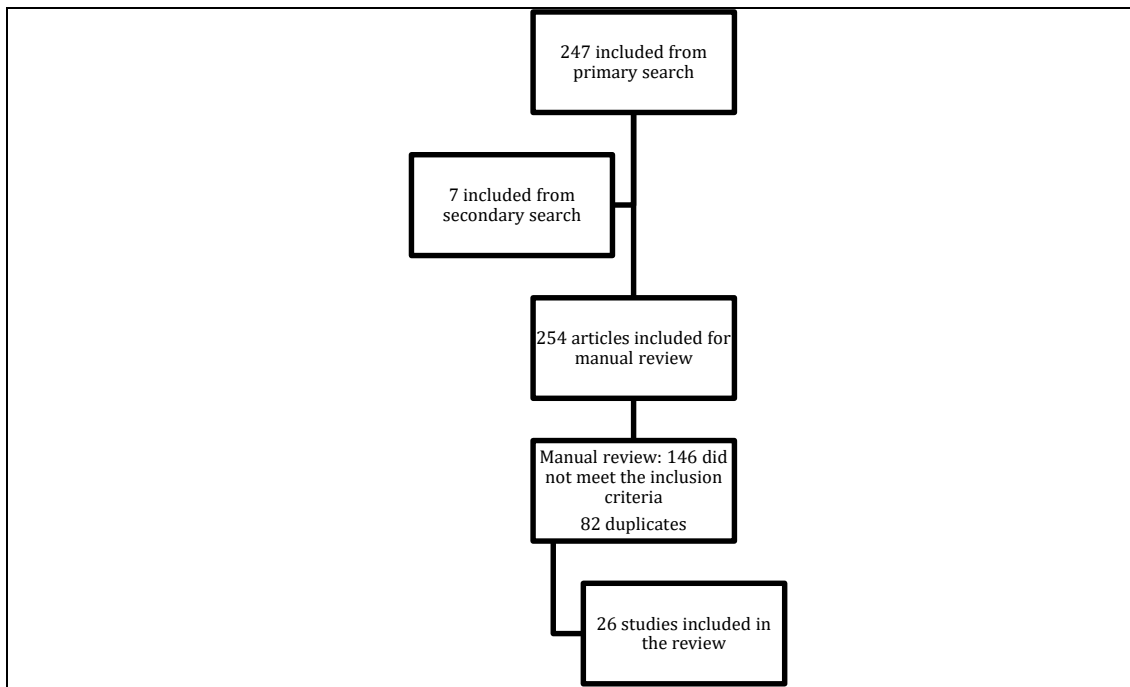 247 included from
primary search
7 included from
secondary search
254 articles included for
manual review
Manual review: 146 did
not meet the inclusion
criteria
82 duplicates
26 studies included in
the review